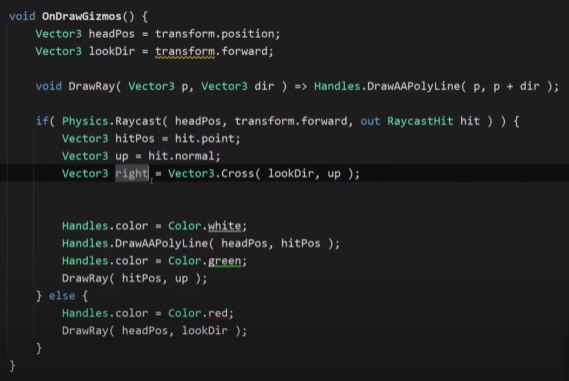 void OnDrawGizmos() {
Vector3 headPos = transform.position;
Vector3 lookDir = transform.forward;
void DrawRay( Vector3 p, Vector3 dir ) => Handles.DrawAAPolyLine( p, p + dir );
if( Physics.Raycast( headPos, transform.forward, out RaycastHit hit ) ) {
Vector3 hitPos = hit.point;
Vector3 up = hit.normal;
Vector3 right = Vector3.Cross( lookDir, up );
Handles.color = Color.white;
Handles.DrawAAPolyLine( headPos, hitPos );
Handles.color = Color.green;
DrawRay( hitPos, up );
} else {
Handles.color = Color.red;
DrawRay( headPos, lookDir );
}
}